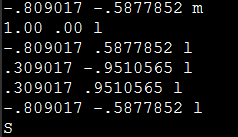 -.809017 -.5877852 m
1.00 .00 l
-.809017 .5877852 l
.309017 -.9510565 l
.309017 .9510565 l
-.809017 -.5877852 l
S